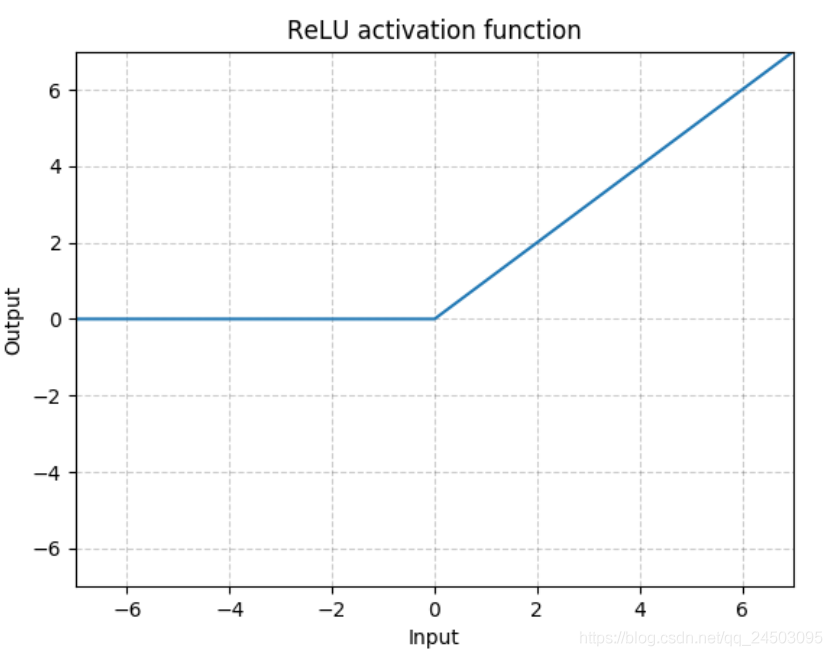 ReLU activation function
6
4
2
0
−2
−4
−6
Output
−6 −4 −2 0 2 4 6
Input
https://blog.csdn.net/qq_24503095